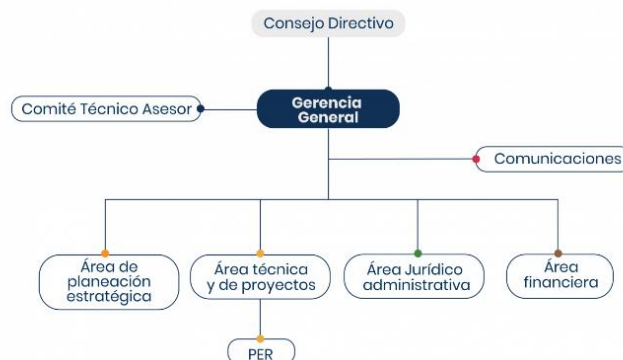 Consejo Directivo
Comité Técnico Asesor
Gerencia
General
Comunicaciones
Área de
planeación
estratégica
Área técnica
y de proyectos
Área Jurídico
administrativa
Área
financiera
PER